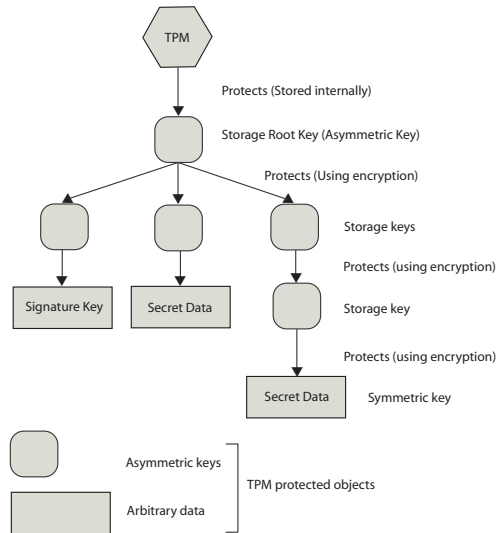 TPM
Protects (Stored internally)
Storage Root Key (Asymmetric Key)
Protects (Using encryption)
Storage keys
Protects (using encryption)
Signature Key
Secret Data
Storage key
Protects (using encryption)
Secret Data
Symmetric key
Asymmetric keys
TPM protected objects
Arbitrary data